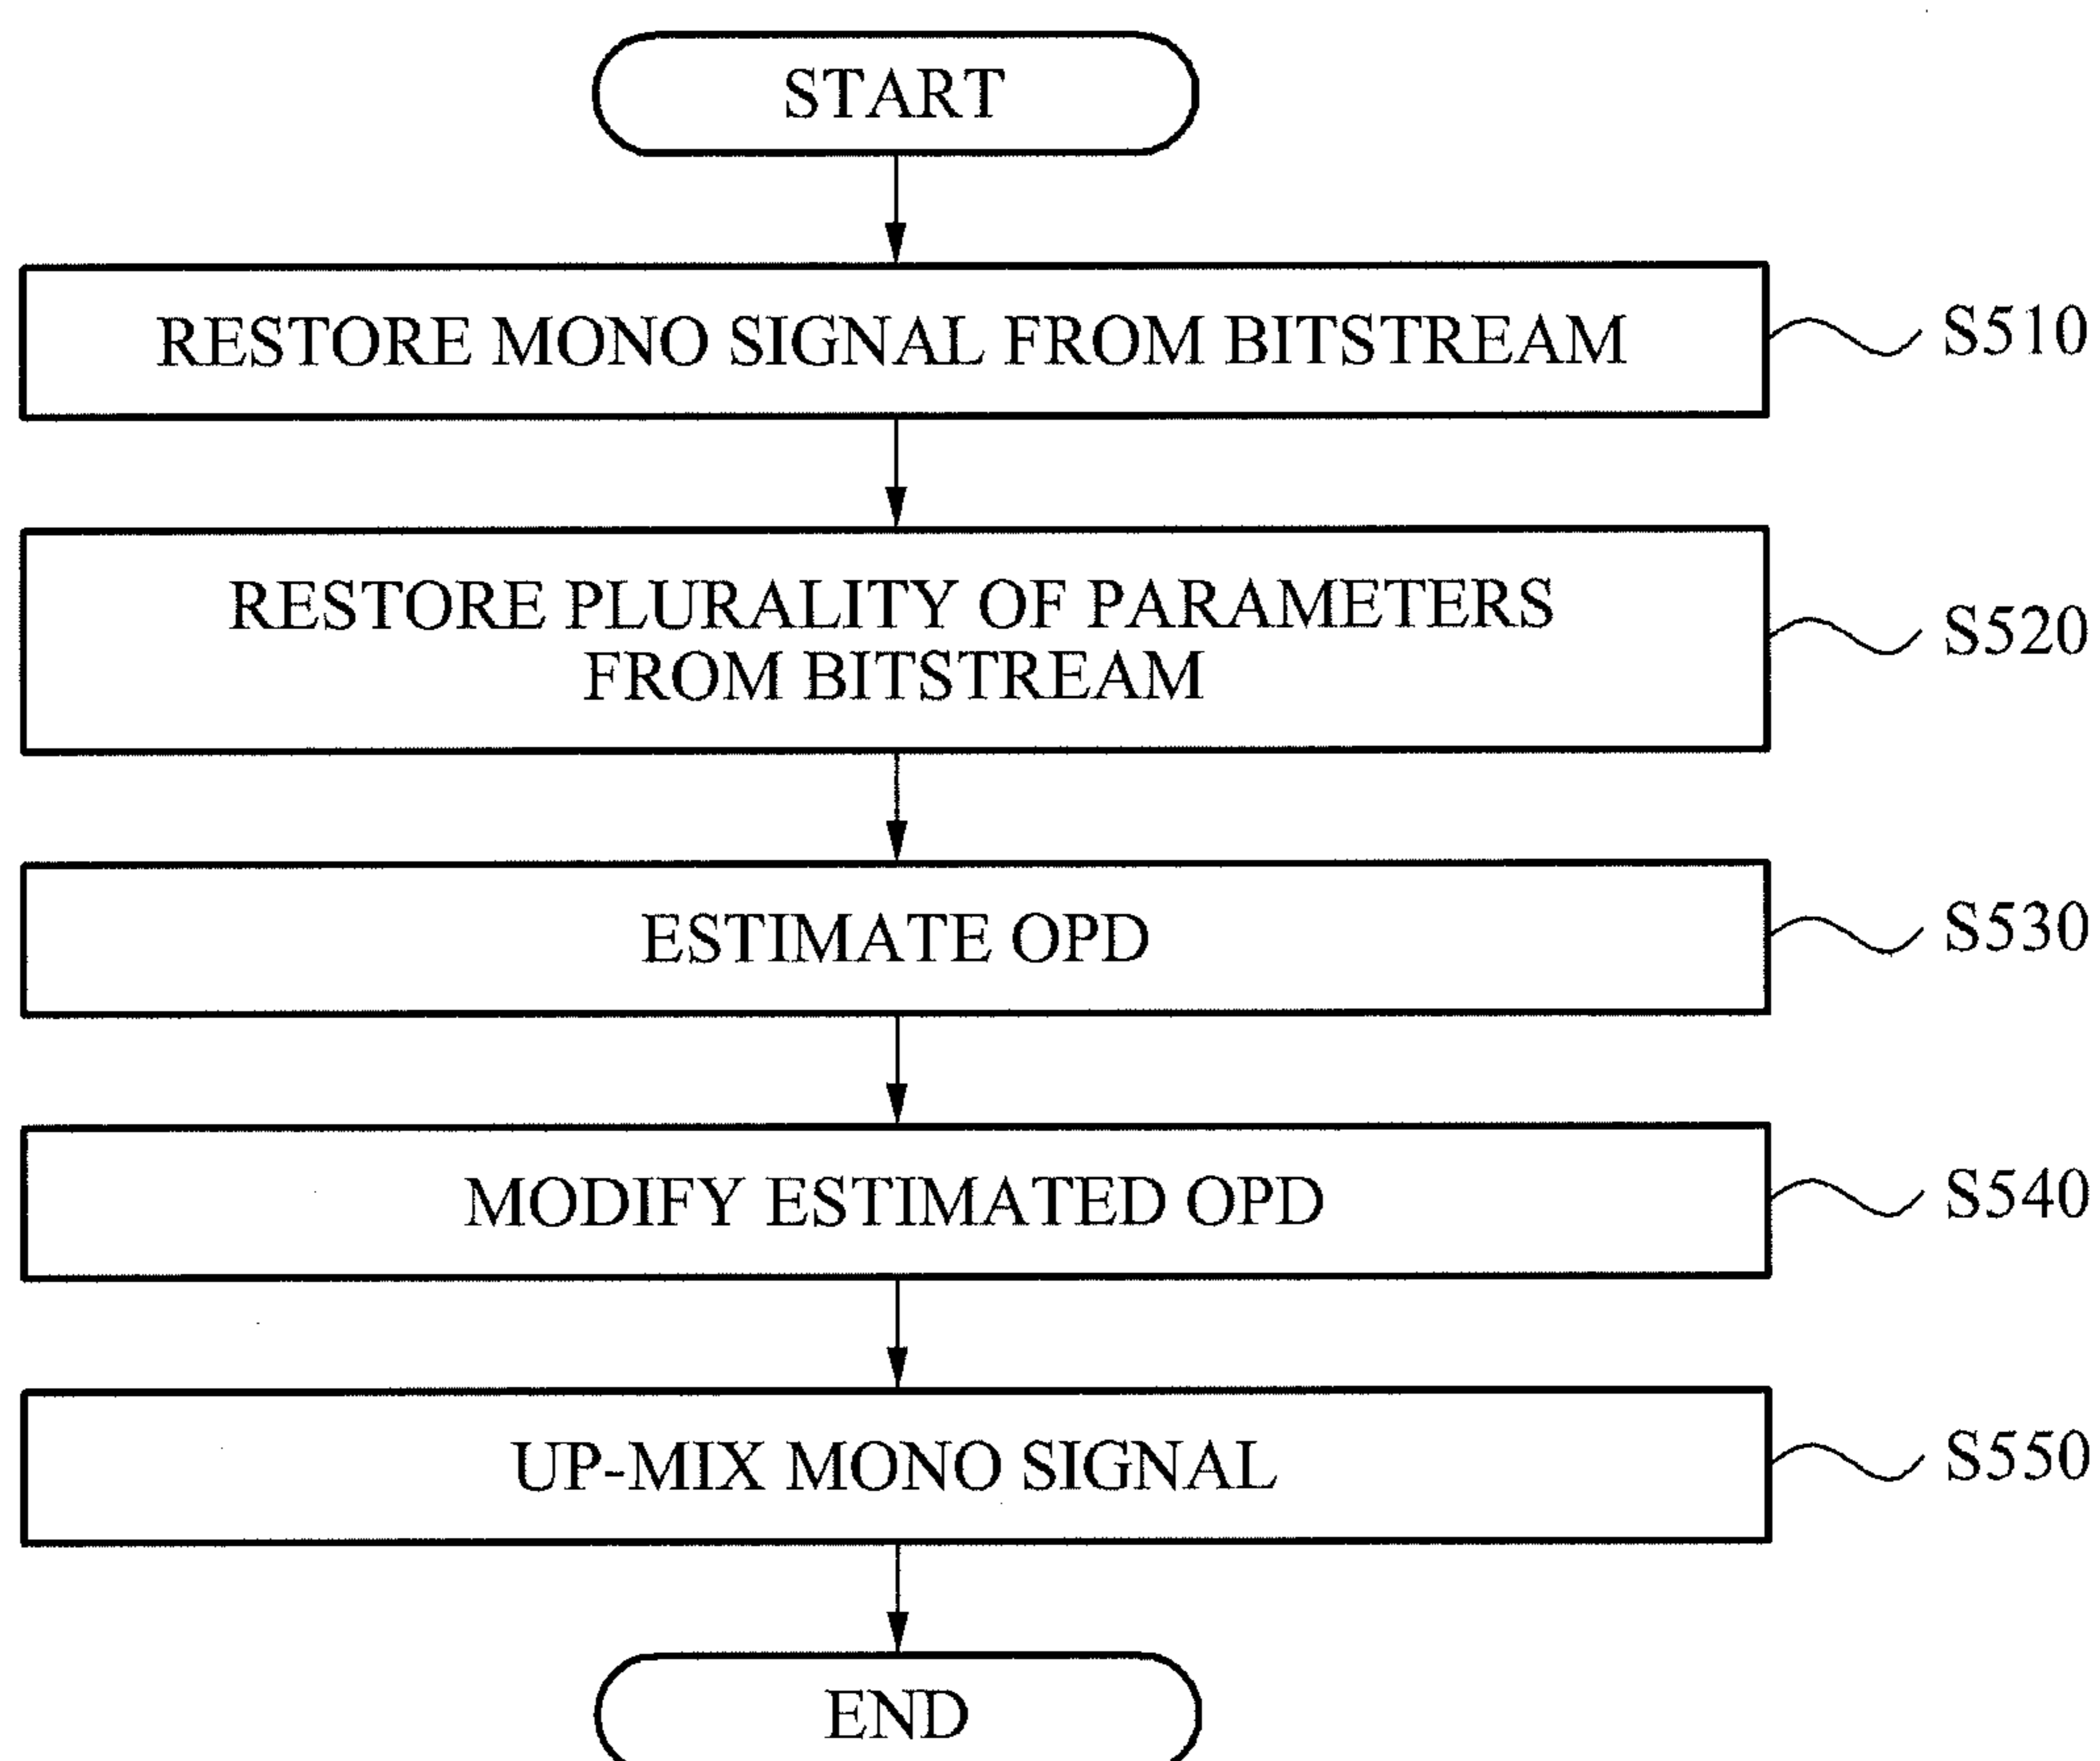 START
RESTORE MONO SIGNAL FROM BITSTREAM
S510
RESTORE PLURALITY OF PARAMETERS
FROM BITSTREAM
S520
ESTIMATE OPD
S530
MODIFY ESTIMATED OPD
S540
UP-MIX MONO SIGNAL
S550
END